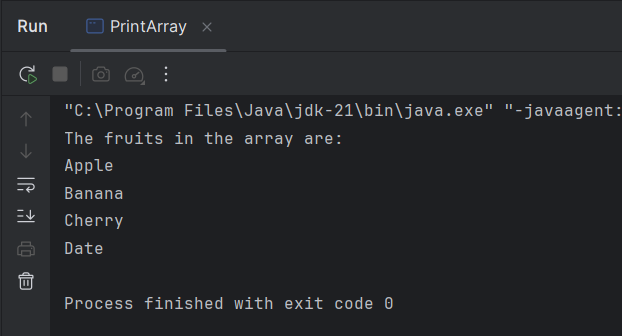 Run PrintArray
"C:\Program Files\Java\jdk-21\bin\java.exe" "-javaagent:
The fruits in the array are:
Apple
Banana
Cherry
Date
Process finished with exit code 0